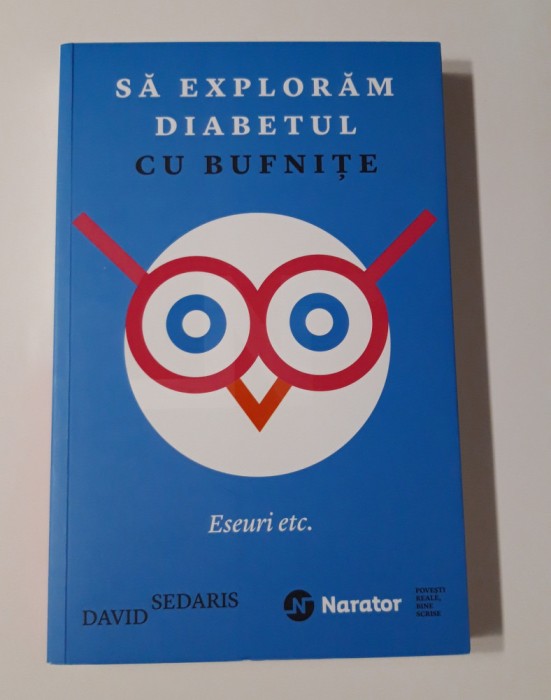 SĂ EXPLORĂM
DIABETUL
CU BUFNIȚE
Eseuri etc.
DAVID SEDARIS
N Narator
POVEȘTI
REALE,
BINE
SCRISE